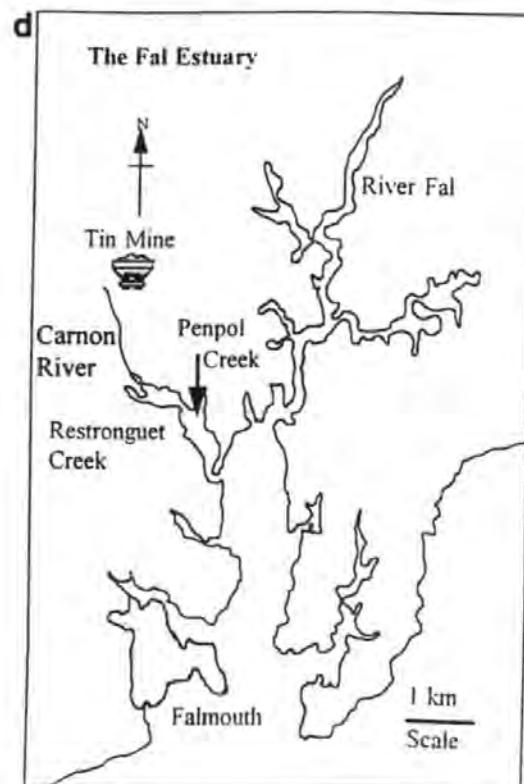 d
The Fal Estuary
N
River Fal
Tin Mine
Carnon
River
Penpol
Creek
Restronguet
Creek
Falmouth
1 km
Scale